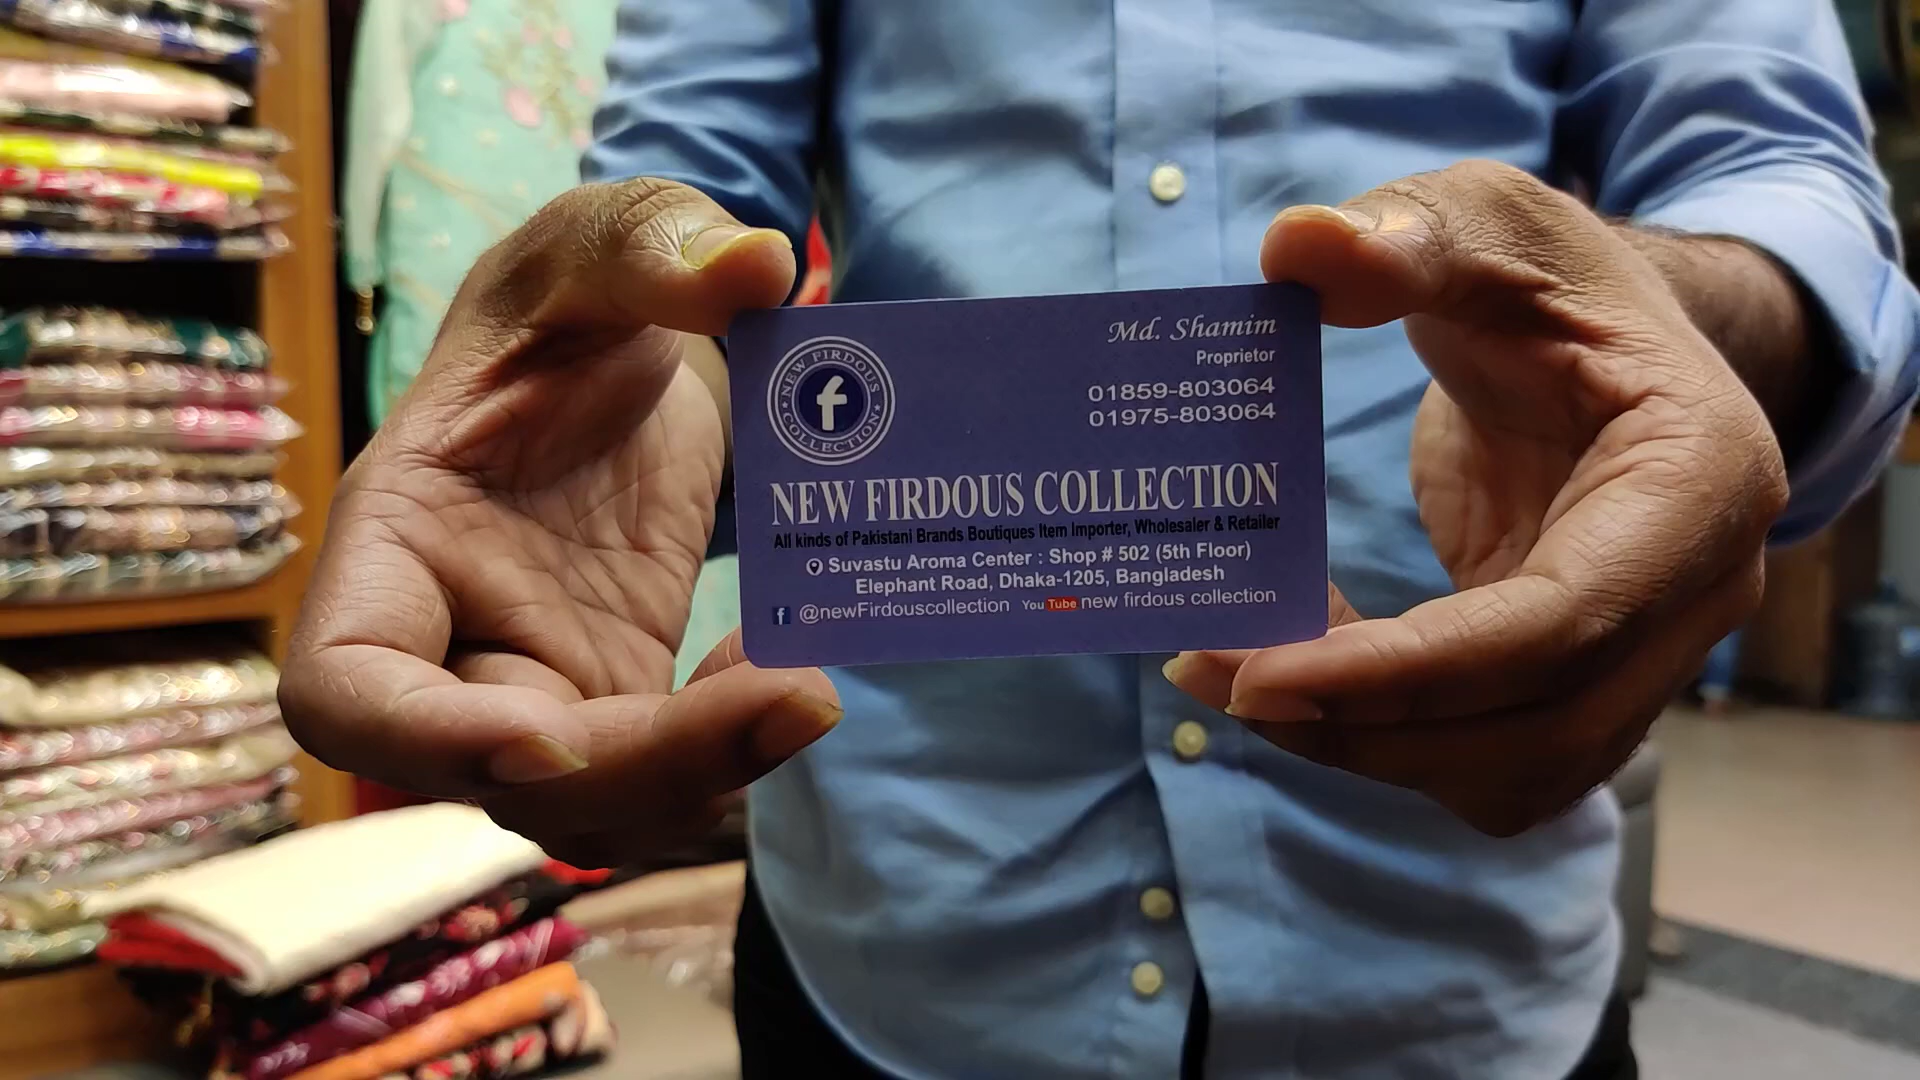 NEW FIRDOUS
COLLECTION
f
Md. Shamim
Proprietor
01859-803064
01975-803064
NEW FIRDOUS COLLECTION
All kinds of Pakistani Brands Boutiques Item Importer, Wholesaler & Retailer
Suvastu Aroma Center : Shop # 502 (5th Floor)
Elephant Road, Dhaka-1205, Bangladesh
f @newFirdouscollection You Tube new firdous collection